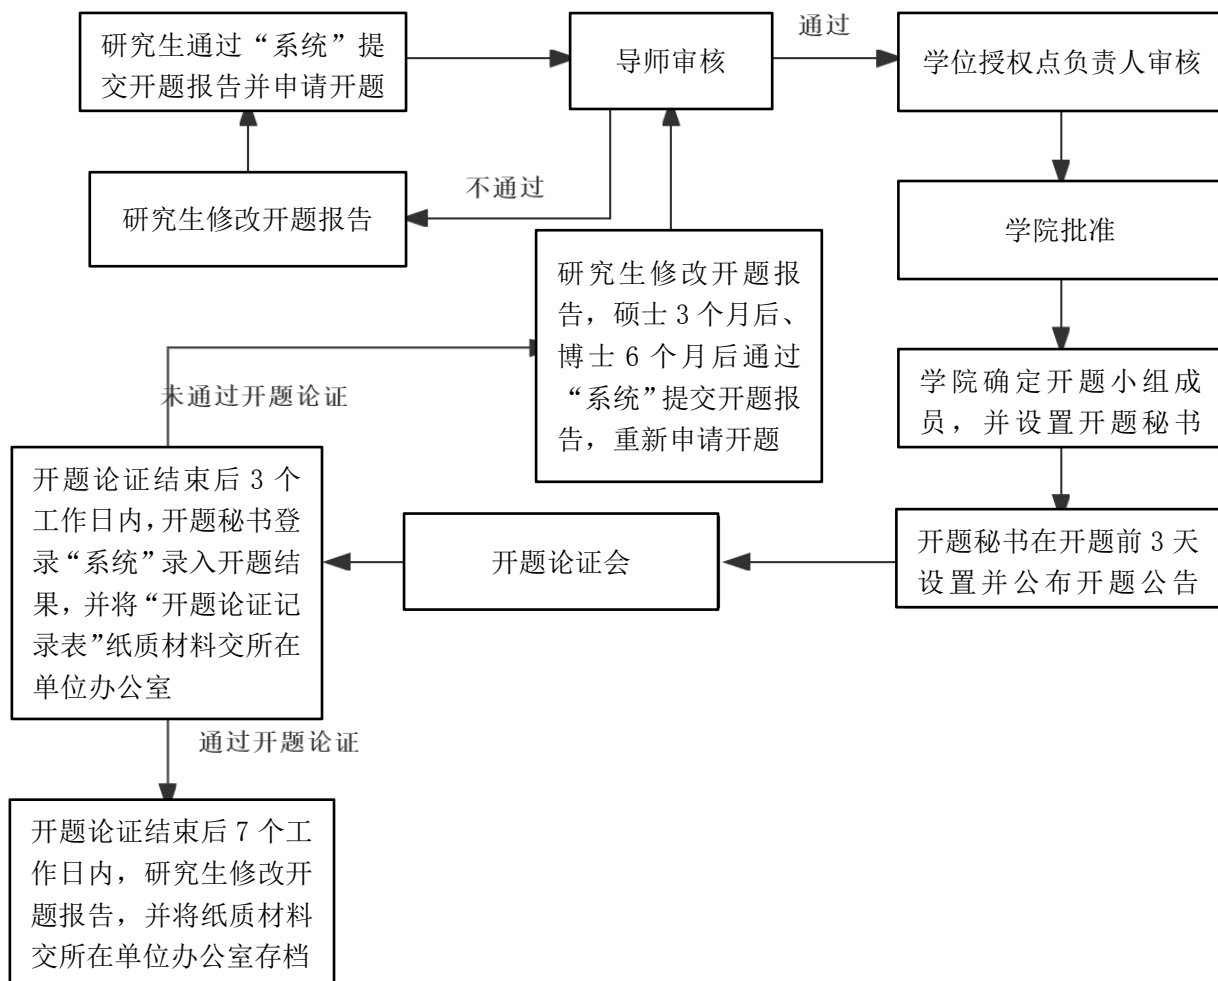 研究生通过“系统”提
交开题报告并申请开题
导师审核
通过
学位授权点负责人审核
不通过
研究生修改开题报告
学院批准
研究生修改开题报
告，硕士 3 个月后、
博士 6 个月后通过
“系统”提交开题报
告，重新申请开题
学院确定开题小组成
员，并设置开题秘书
未通过开题论证
开题论证结束后 3 个
工作日内，开题秘书登
录“系统”录入开题结
果，并将“开题论证记
录表”纸质材料交所在
单位办公室
开题论证会
开题秘书在开题前 3 天
设置并公布开题公告
通过开题论证
开题论证结束后 7 个工
作日内，研究生修改开
题报告，并将纸质材料
交所在单位办公室存档